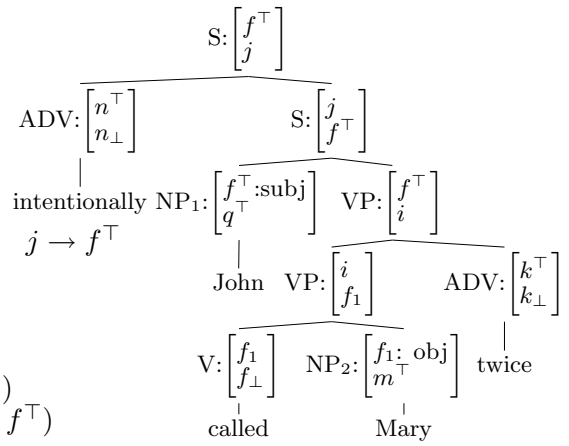 S:[f⊤ j]
ADV:[n⊤ n⊥] S:[j f⊤]
intentionally NP₁:[f⊤:subj q⊤] VP:[f⊤ i]
j → f⊤
John VP:[i f₁] ADV:[k⊤ k⊥]
V:[f₁ f⊥] NP₂:[f₁: obj m⊤] twice
)
f⊤)
called Mary